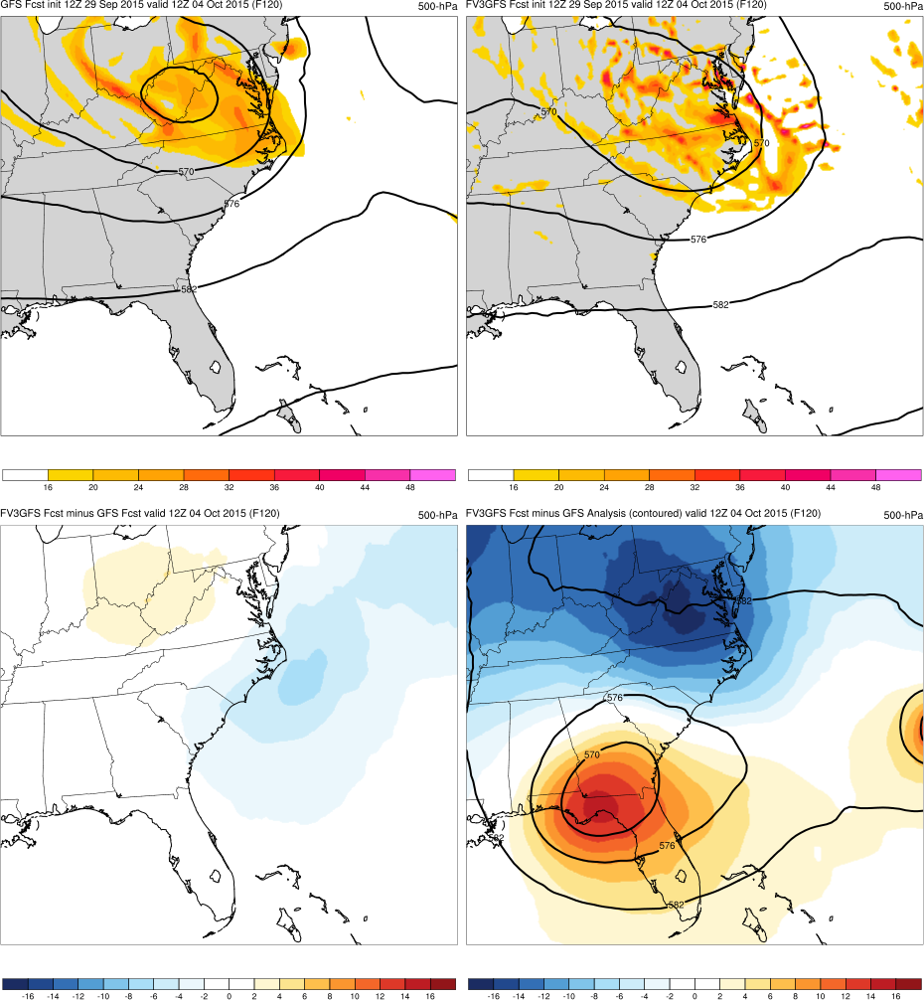 GFS Fcst init 12Z 29 Sep 2015 valid 12Z 04 Oct 2015 (F120) 500-hPa
570
576
582
16 20 24 28 32 36 40 44 48
FV3GFS Fcst init 12Z 29 Sep 2015 valid 12Z 04 Oct 2015 (F120) 500-hPa
570
570
576
582
16 20 24 28 32 36 40 44 48
FV3GFS Fcst minus GFS Fcst valid 12Z 04 Oct 2015 (F120) 500-hPa
-16 -14 -12 -10 -8 -6 -4 -2 0 2 4 6 8 10 12 14 16
FV3GFS Fcst minus GFS Analysis (contoured) valid 12Z 04 Oct 2015 (F120) 500-hPa
582
576
570
582
576
582
-16 -14 -12 -10 -8 -6 -4 -2 0 2 4 6 8 10 12 14 16